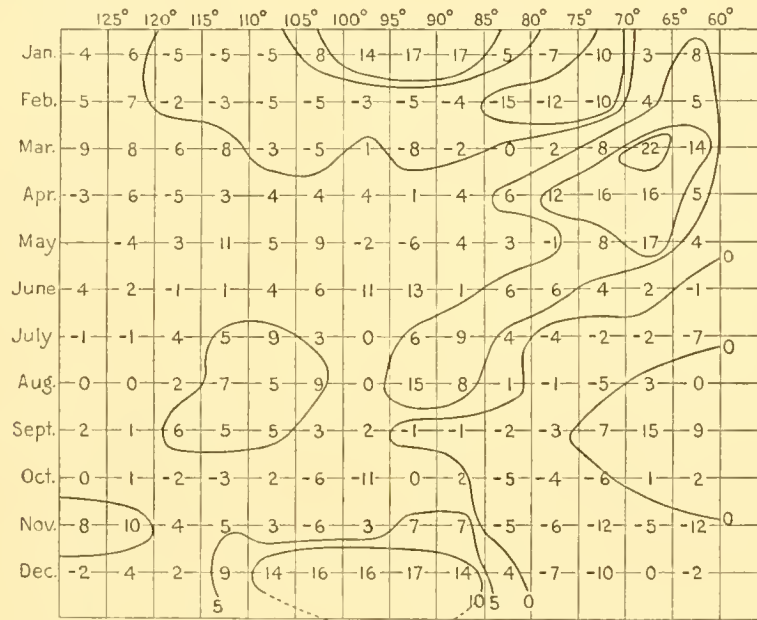 125° 120° 115° 110° 105° 100° 95° 90° 85° 80° 75° 70° 65° 60°
Jan. 4 6 -5 -5 -5 8 14 17 17 -5 -7 -10 3 -8
Feb. 5 -7 -2 -3 -5 -5 -3 -5 -4 -15 -12 -10 4 -5
Mar. 9 8 6 8 -3 -5 1 -8 -2 0 2 8 -22 -14
Apr. -3 6 -5 3 4 4 4 1 4 6 12 16 16 5
May -4 3 11 5 9 -2 -6 4 3 -1 8 17 4 0
June 4 2 -1 1 4 6 11 13 1 6 6 4 2 -1
July -1 -1 4 5 9 3 0 6 9 4 -4 -2 -2 -7 0
Aug. 0 0 2 7 5 9 0 15 8 1 -1 -5 3 0
Sept. 2 1 6 5 5 3 2 -1 -1 -2 -3 7 15 9
Oct. 0 1 -2 -3 2 -6 -11 0 2 -5 -4 -6 1 2
Nov. 8 10 4 5 3 -6 3 7 7 -5 -6 -12 -5 -12 0
Dec. -2 4 2 9 14 16 16 17 14 4 -7 -10 0 -2
5 10 5 0